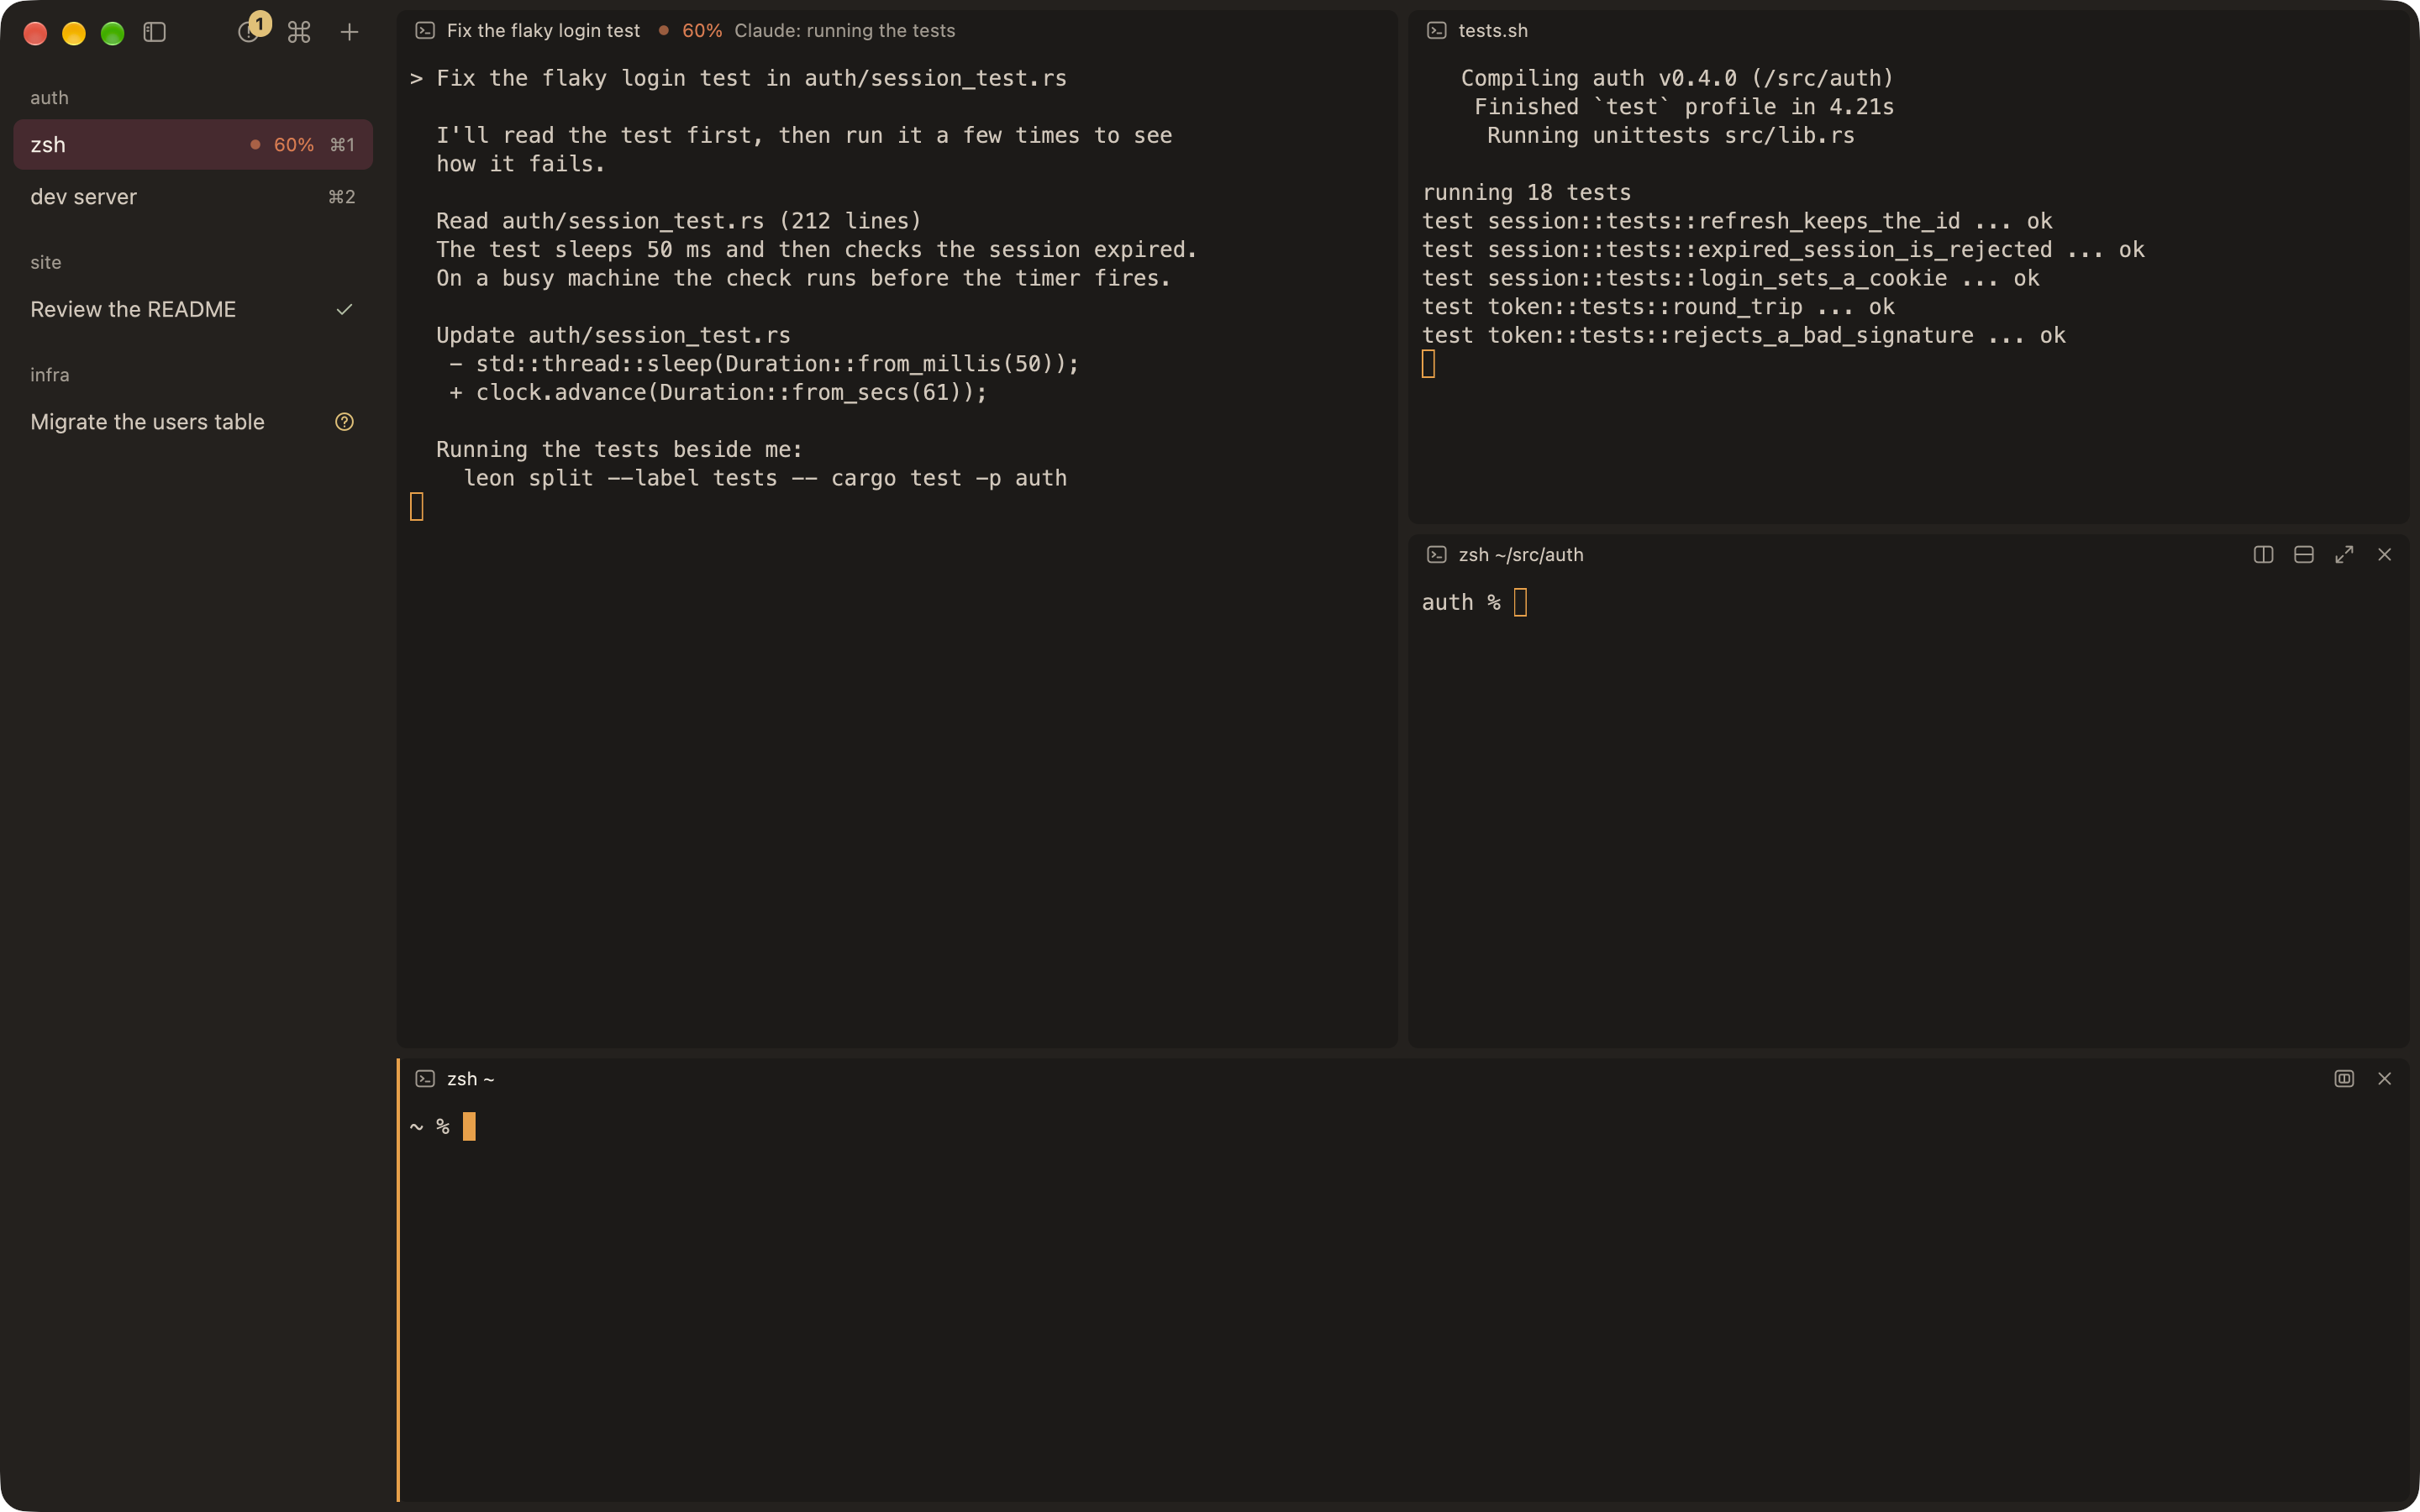 1
auth
zsh 60% ⌘1
dev server ⌘2
site
Review the README
infra
Migrate the users table
Fix the flaky login test 60% Claude: running the tests
> Fix the flaky login test in auth/session_test.rs
I'll read the test first, then run it a few times to see
how it fails.
Read auth/session_test.rs (212 lines)
The test sleeps 50 ms and then checks the session expired.
On a busy machine the check runs before the timer fires.
Update auth/session_test.rs
- std::thread::sleep(Duration::from_millis(50));
+ clock.advance(Duration::from_secs(61));
Running the tests beside me:
leon split --label tests -- cargo test -p auth
tests.sh
Compiling auth v0.4.0 (/src/auth)
Finished `test` profile in 4.21s
Running unittests src/lib.rs
running 18 tests
test session::tests::refresh_keeps_the_id ... ok
test session::tests::expired_session_is_rejected ... ok
test session::tests::login_sets_a_cookie ... ok
test token::tests::round_trip ... ok
test token::tests::rejects_a_bad_signature ... ok
zsh ~/src/auth
auth %
zsh ~
~ %